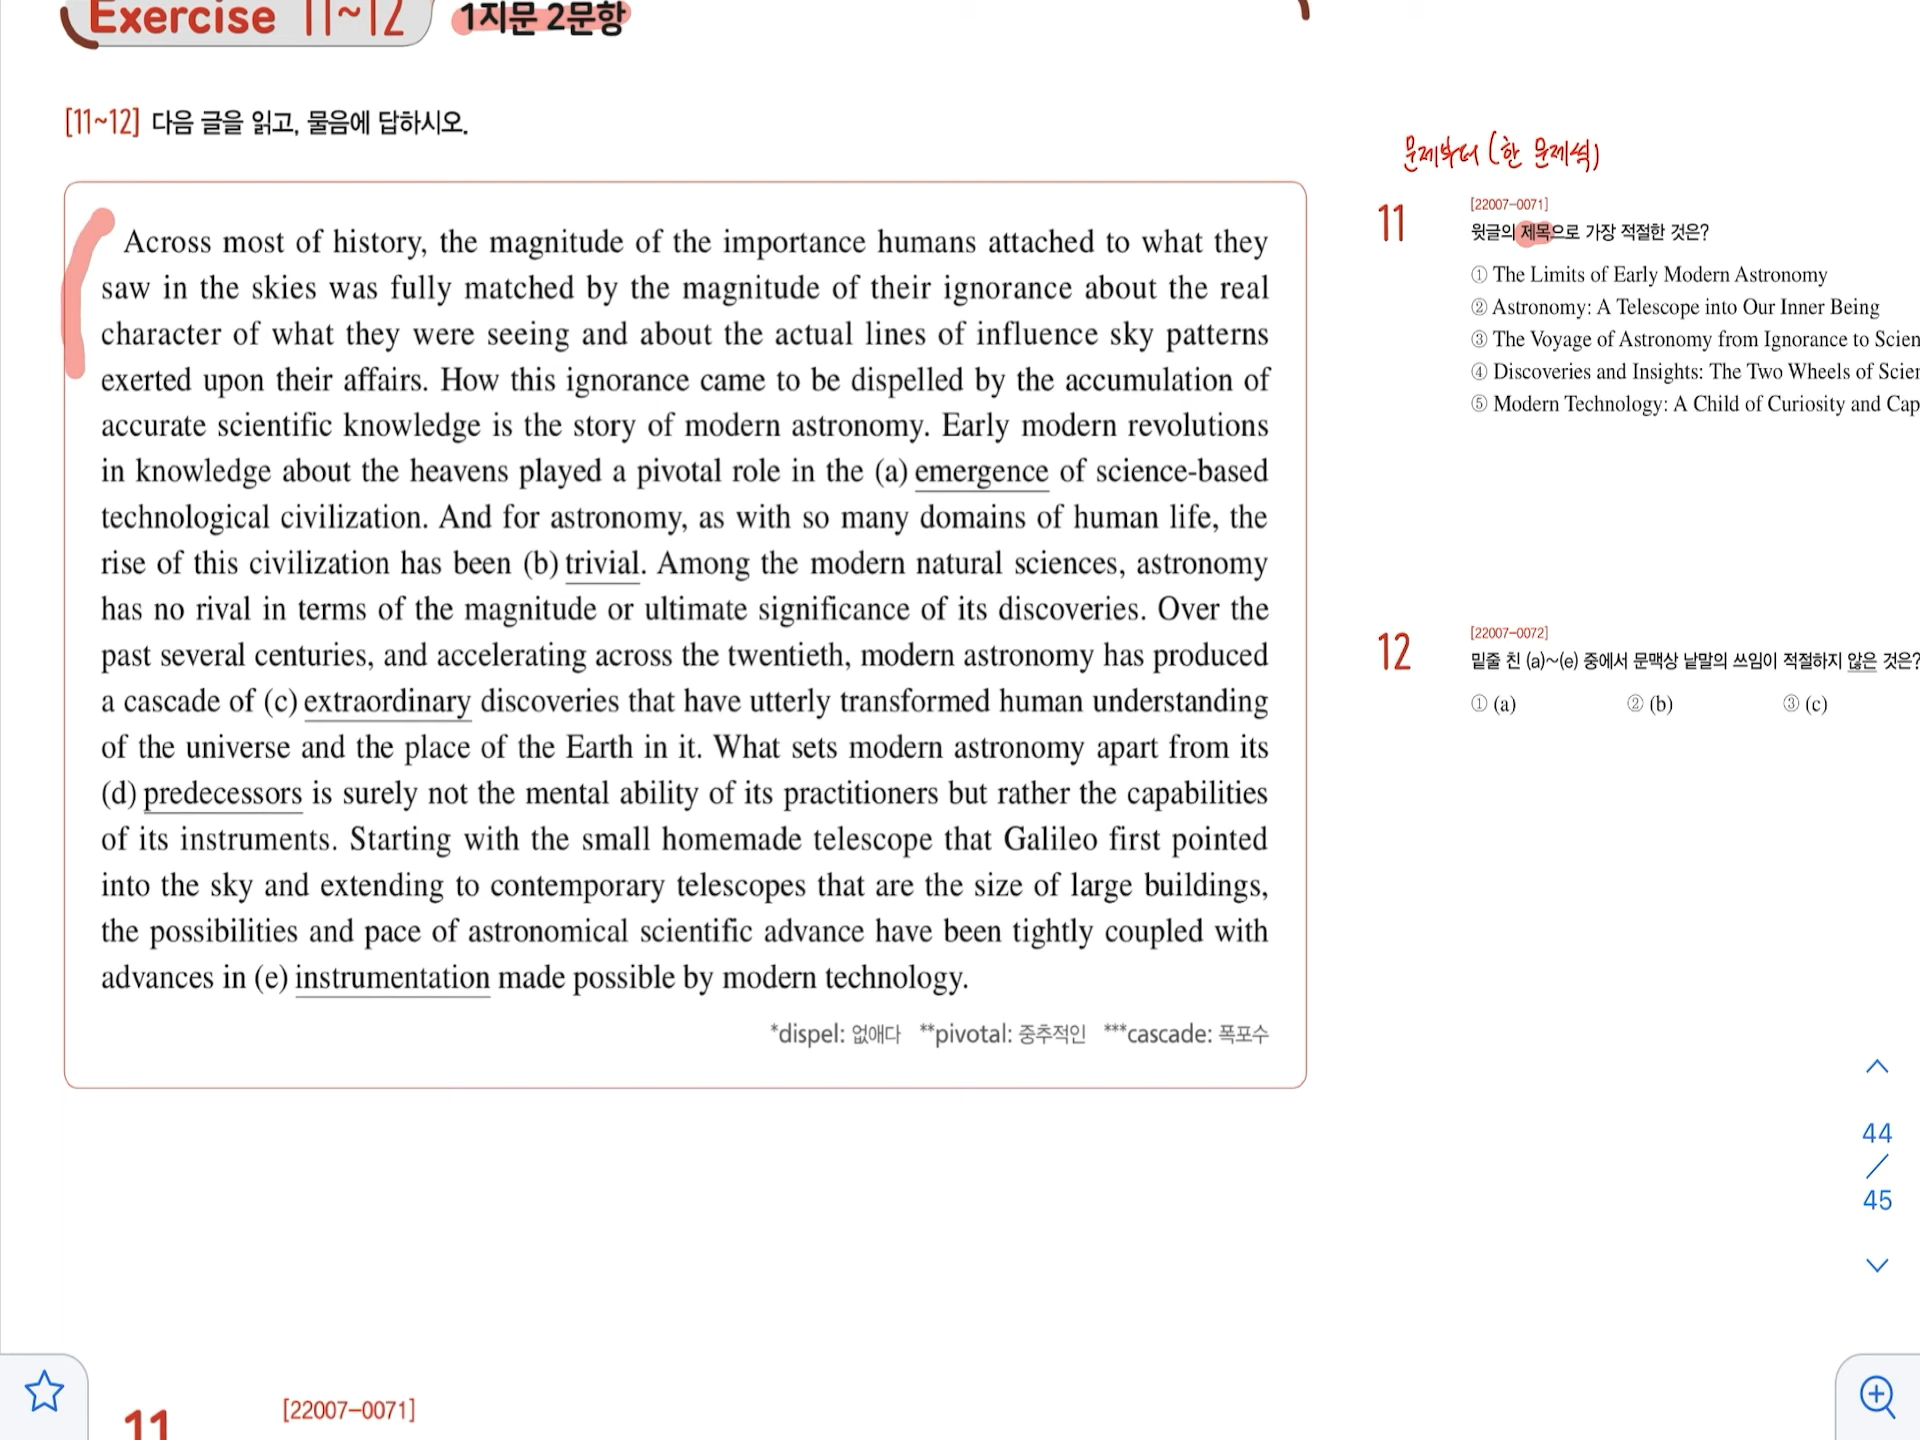 Exercise 11~12 1지문 2문항
[11~12] 다음 글을 읽고, 물음에 답하시오.
Across most of history, the magnitude of the importance humans attached to what they
saw in the skies was fully matched by the magnitude of their ignorance about the real
character of what they were seeing and about the actual lines of influence sky patterns
exerted upon their affairs. How this ignorance came to be dispelled by the accumulation of
accurate scientific knowledge is the story of modern astronomy. Early modern revolutions
in knowledge about the heavens played a pivotal role in the (a) emergence of science-based
technological civilization. And for astronomy, as with so many domains of human life, the
rise of this civilization has been (b) trivial. Among the modern natural sciences, astronomy
has no rival in terms of the magnitude or ultimate significance of its discoveries. Over the
past several centuries, and accelerating across the twentieth, modern astronomy has produced
a cascade of (c) extraordinary discoveries that have utterly transformed human understanding
of the universe and the place of the Earth in it. What sets modern astronomy apart from its
(d) predecessors is surely not the mental ability of its practitioners but rather the capabilities
of its instruments. Starting with the small homemade telescope that Galileo first pointed
into the sky and extending to contemporary telescopes that are the size of large buildings,
the possibilities and pace of astronomical scientific advance have been tightly coupled with
advances in (e) instrumentation made possible by modern technology.
*dispel: 없애다 **pivotal: 중추적인 ***cascade: 폭포수
문제부터 (한 문제씩)
11 [22007-0071]
윗글의 제목으로 가장 적절한 것은?
① The Limits of Early Modern Astronomy
② Astronomy: A Telescope into Our Inner Being
③ The Voyage of Astronomy from Ignorance to Scien
④ Discoveries and Insights: The Two Wheels of Scien
⑤ Modern Technology: A Child of Curiosity and Cap
12 [22007-0072]
밑줄 친 (a)~(e) 중에서 문맥상 낱말의 쓰임이 적절하지 않은 것은?
① (a) ② (b) ③ (c)
44
/
45
11 [22007-0071]